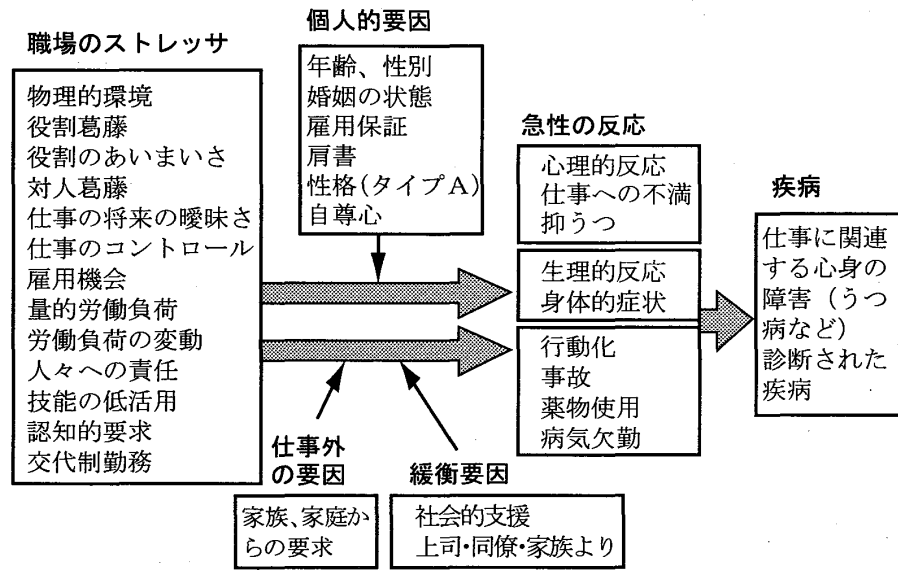 職場のストレッサ
物理的環境
役割葛藤
役割のあいまいさ
対人葛藤
仕事の将来の曖昧さ
仕事のコントロール
雇用機会
量的労働負荷
労働負荷の変動
人々への責任
技能の低活用
認知的要求
交代制勤務
個人的要因
年齢、性別
婚姻の状態
雇用保証
肩書
性格(タイプA)
自尊心
仕事外
の要因
家族、家庭か
らの要求
緩衝要因
社会的支援
上司・同僚・家族より
急性の反応
心理的反応
仕事への不満
抑うつ
生理的反応
身体的症状
行動化
事故
薬物使用
病気欠勤
疾病
仕事に関連
する心身の
障害（うつ
病など）
診断された
疾病